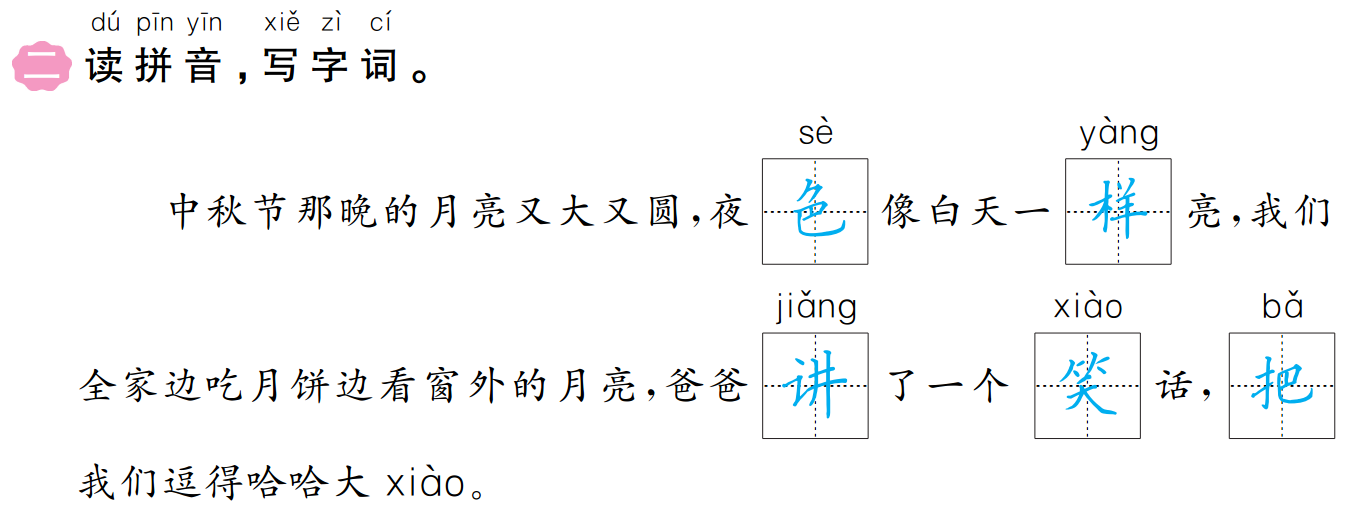 dú pīn yīn xiě zì cí
二 读拼音，写字词。
sè yàng
中秋节那晚的月亮又大又圆，夜色像白天一样亮，我们
jiǎng xiào bǎ
全家边吃月饼边看窗外的月亮，爸爸讲了一个笑话，把
我们逗得哈哈大 xiào。